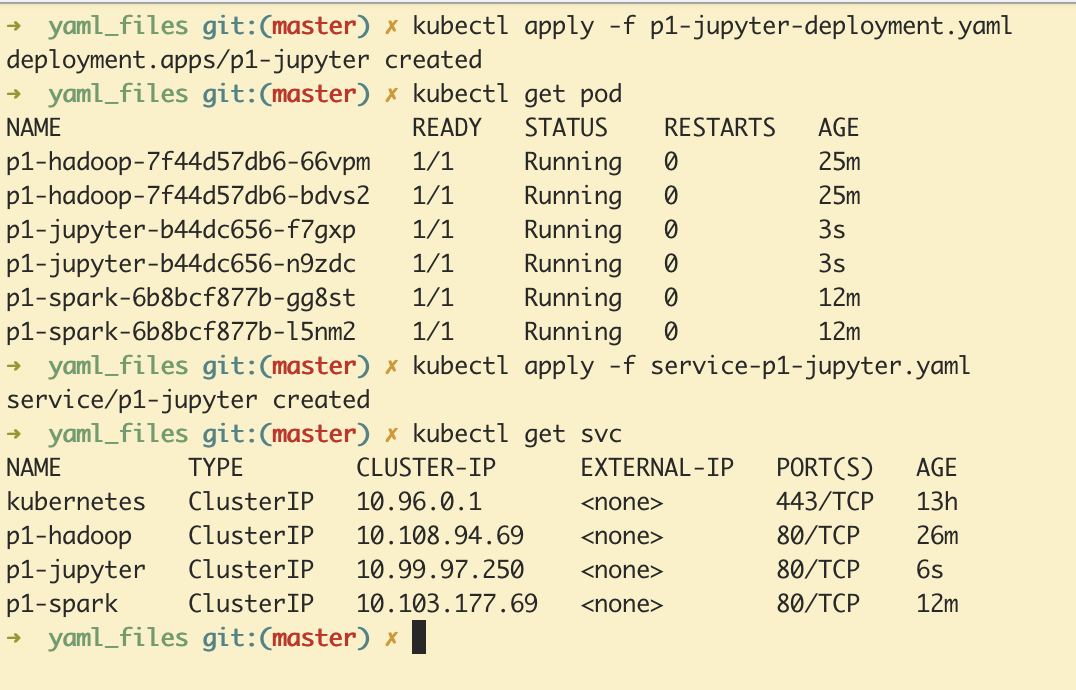 ➜  yaml_files git:(master) ✗ kubectl apply -f p1-jupyter-deployment.yaml
deployment.apps/p1-jupyter created
➜  yaml_files git:(master) ✗ kubectl get pod
NAME                         READY   STATUS    RESTARTS   AGE
p1-hadoop-7f44d57db6-66vpm   1/1     Running   0          25m
p1-hadoop-7f44d57db6-bdvs2   1/1     Running   0          25m
p1-jupyter-b44dc656-f7gxp    1/1     Running   0          3s
p1-jupyter-b44dc656-n9zdc    1/1     Running   0          3s
p1-spark-6b8bcf877b-gg8st    1/1     Running   0          12m
p1-spark-6b8bcf877b-l5nm2    1/1     Running   0          12m
➜  yaml_files git:(master) ✗ kubectl apply -f service-p1-jupyter.yaml
service/p1-jupyter created
➜  yaml_files git:(master) ✗ kubectl get svc
NAME         TYPE        CLUSTER-IP      EXTERNAL-IP   PORT(S)   AGE
kubernetes   ClusterIP   10.96.0.1       <none>        443/TCP   13h
p1-hadoop    ClusterIP   10.108.94.69    <none>        80/TCP    26m
p1-jupyter   ClusterIP   10.99.97.250    <none>        80/TCP    6s
p1-spark     ClusterIP   10.103.177.69   <none>        80/TCP    12m
➜  yaml_files git:(master) ✗